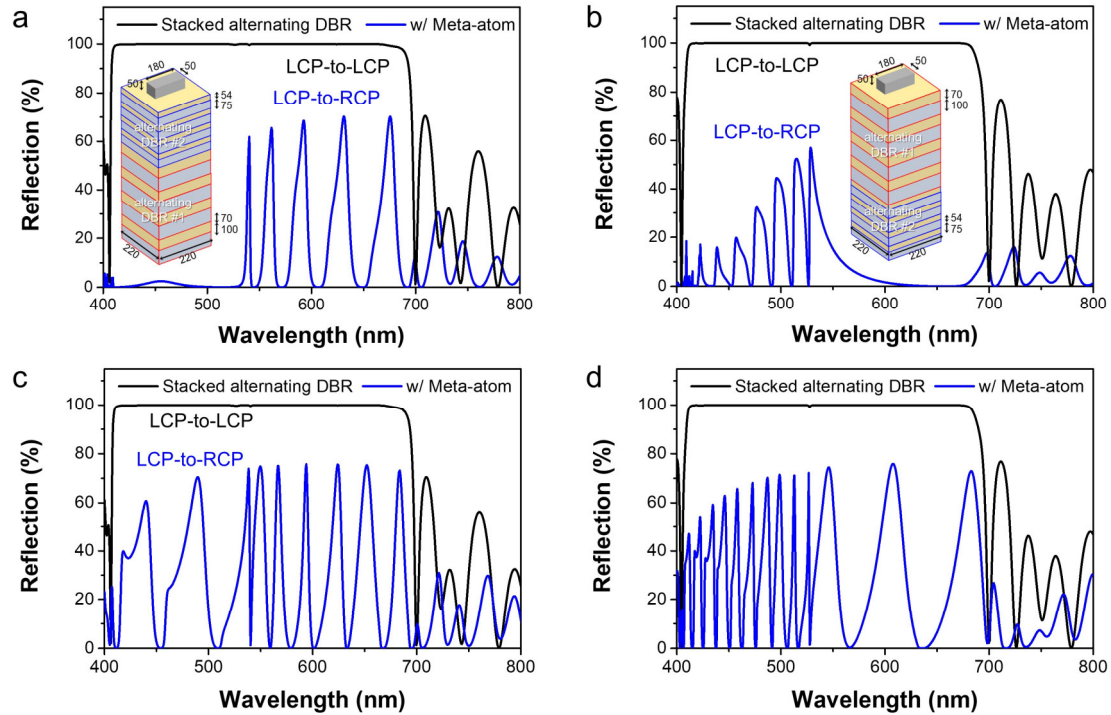 a
Stacked alternating DBR
w/ Meta-atom
100
80
60
40
20
0
Reflection (%)
LCP-to-LCP
LCP-to-RCP
180
50
50
54
75
alternating
DBR #2
alternating
DBR #1
70
100
220
220
400
500
600
700
800
Wavelength (nm)
b
Stacked alternating DBR
w/ Meta-atom
100
80
60
40
20
0
Reflection (%)
LCP-to-LCP
LCP-to-RCP
180
50
50
70
100
alternating
DBR #1
alternating
DBR #2
54
75
220
220
400
500
600
700
800
Wavelength (nm)
c
Stacked alternating DBR
w/ Meta-atom
100
80
60
40
20
0
Reflection (%)
LCP-to-LCP
LCP-to-RCP
400
500
600
700
800
Wavelength (nm)
d
Stacked alternating DBR
w/ Meta-atom
100
80
60
40
20
0
Reflection (%)
400
500
600
700
800
Wavelength (nm)